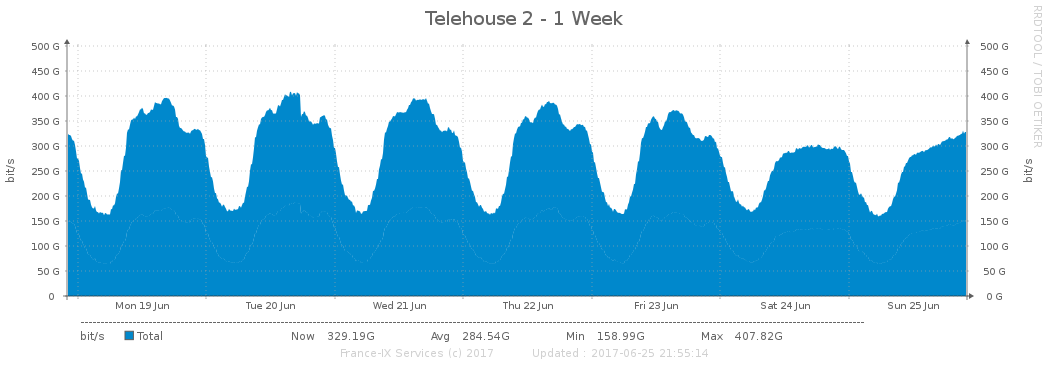 Telehouse 2 - 1 Week
RRDTOOL / TOBI OETIKER
500 G 500 G
450 G 450 G
400 G 400 G
350 G 350 G
300 G 300 G
250 G 250 G
200 G 200 G
150 G 150 G
100 G 100 G
50 G 50 G
0 0 G
bit/s bit/s
Mon 19 Jun Tue 20 Jun Wed 21 Jun Thu 22 Jun Fri 23 Jun Sat 24 Jun Sun 25 Jun
bit/s Total Now 329.19G Avg 284.54G Min 158.99G Max 407.82G
France-IX Services (c) 2017 Updated : 2017-06-25 21:55:14